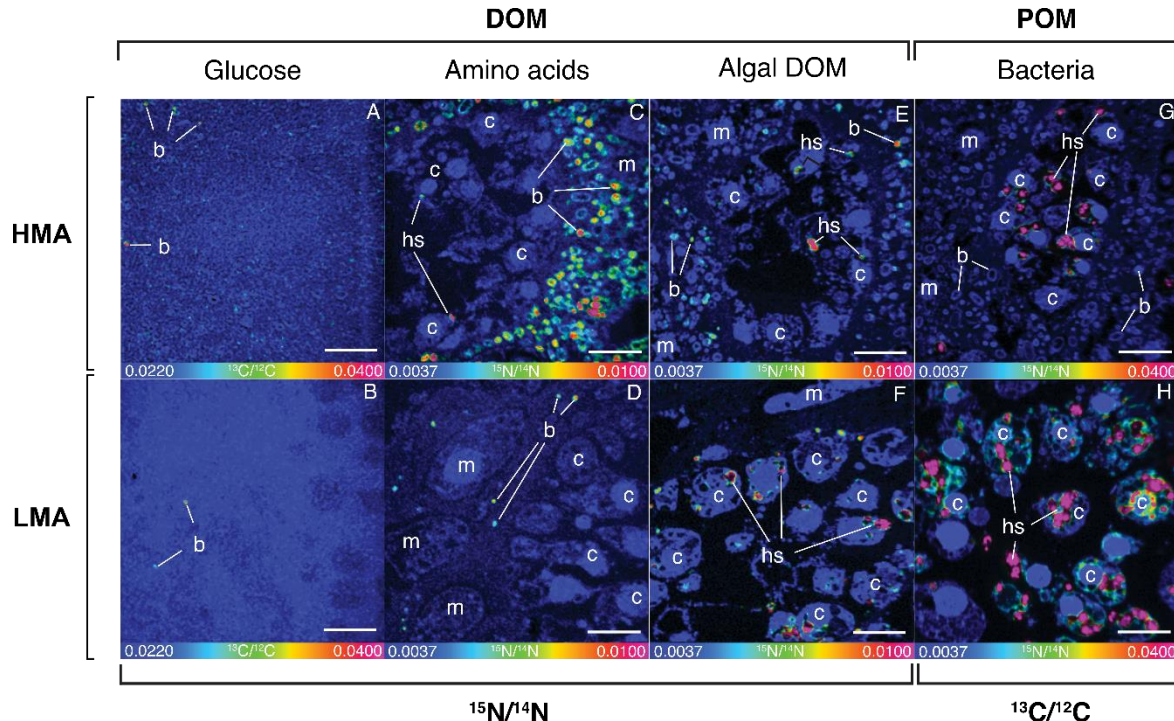 DOM POM
Glucose Amino acids Algal DOM Bacteria
HMA
A
b
b
C
c
c
b
m
hs
c
c
E
m
hs
b
c
hs
b
c
m
c
G
m
hs
c
c
c
c
b
m
b
c
0.0220 ¹³C/¹²C 0.0400 0.0037 ¹⁵N/¹⁴N 0.0100 0.0037 ¹⁵N/¹⁴N 0.0100 0.0037 ¹⁵N/¹⁴N 0.0400
LMA
B
b
D
b
m
c
c
m
c
m
c
F
m
c
c
hs
c
c
c
c
c
H
c
c
c
c
c
hs
c
0.0220 ¹³C/¹²C 0.0400 0.0037 ¹⁵N/¹⁴N 0.0100 0.0037 ¹⁵N/¹⁴N 0.0100 0.0037 ¹⁵N/¹⁴N 0.0400
¹⁵N/¹⁴N ¹³C/¹²C